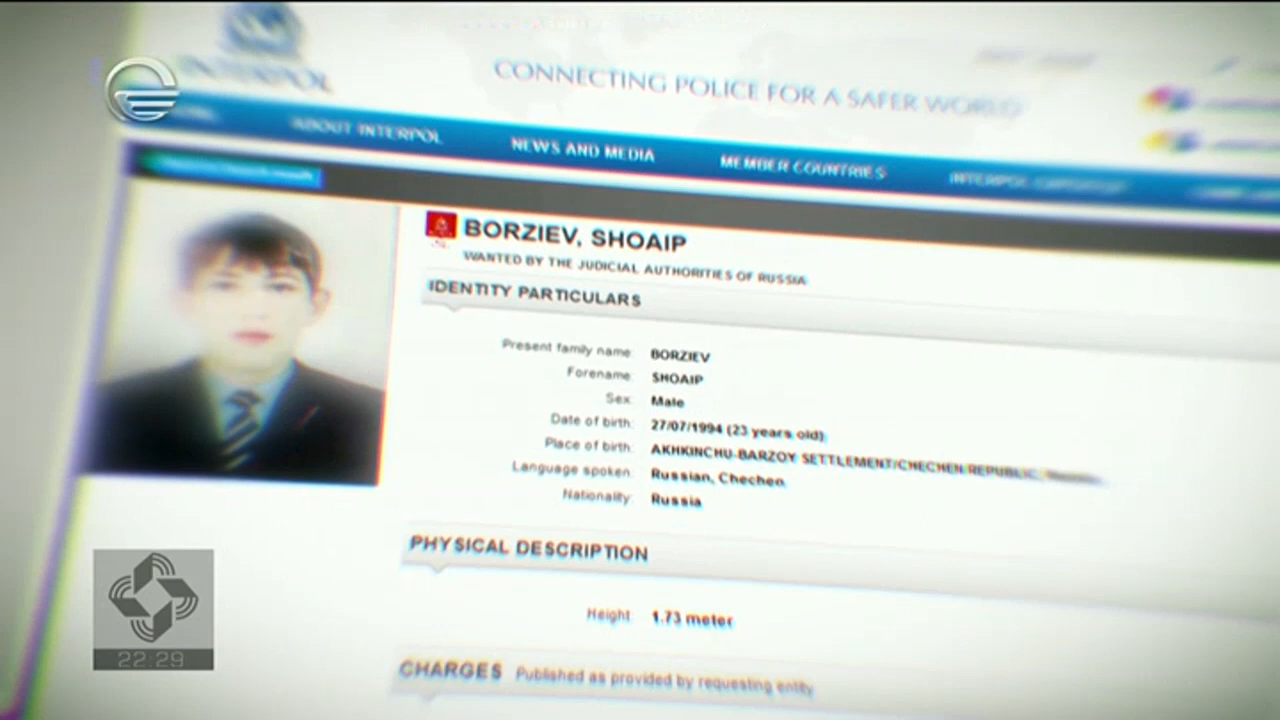 INTERPOL
CONNECTING POLICE FOR A SAFER WORLD
ABOUT INTERPOL
NEWS AND MEDIA
MEMBER COUNTRIES
BORZIEV, SHOAIP
WANTED BY THE JUDICIAL AUTHORITIES OF RUSSIA
IDENTITY PARTICULARS
Present family name: BORZIEV
Forename: SHOAIP
Sex: Male
Date of birth: 27/07/1994 (23 years old)
Place of birth: AKHKINCHU-BARZOY SETTLEMENT/CHECHEN REPUBLIC,
Language spoken: Russian, Chechen
Nationality: Russia
PHYSICAL DESCRIPTION
Height: 1.73 meter
CHARGES Published as provided by requesting entity
22:29